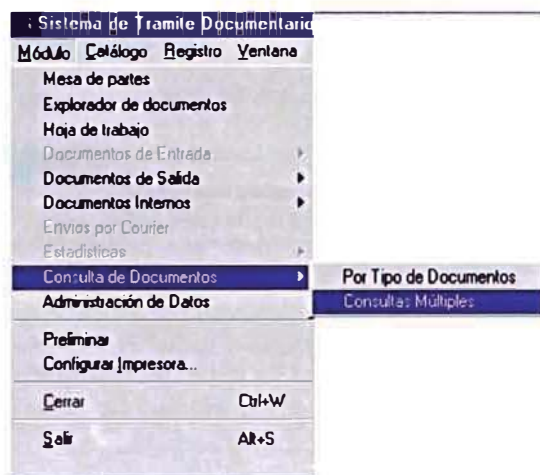 Sistema de Tramite Documentario
Módulo Catálogo Registro Ventana
Mesa de partes
Explorador de documentos
Hoja de trabajo
Documentos de Entrada
Documentos de Salida
Documentos Internos
Envios por Courier
Estadisticas
Consulta de Documentos
Por Tipo de Documentos
Consultas Múltiples
Administración de Datos
Preliminar
Configurar Impresora...
Cerrar Ctrl+W
Salir Alt+S